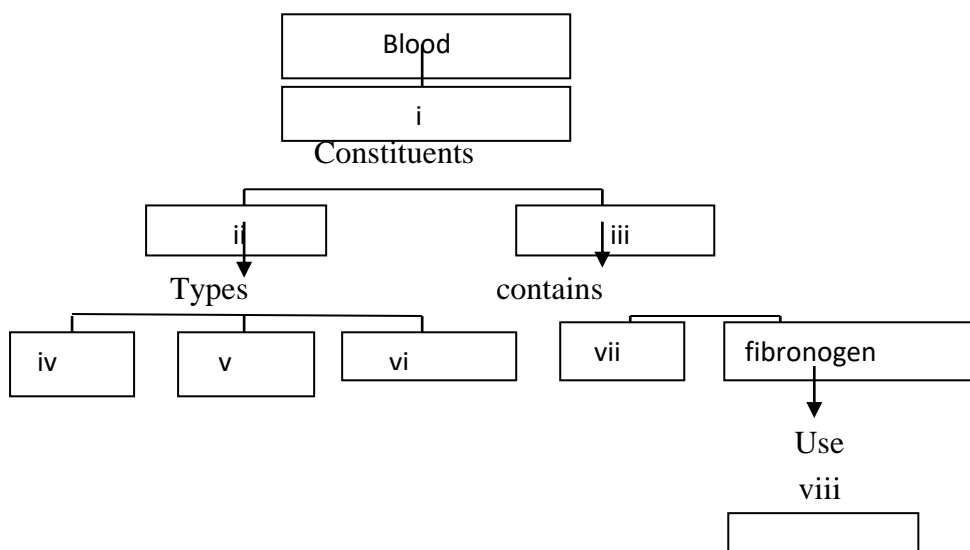 Blood
i
Constituents
ii iii
Types contains
iv v vi vii fibronogen
Use
viii